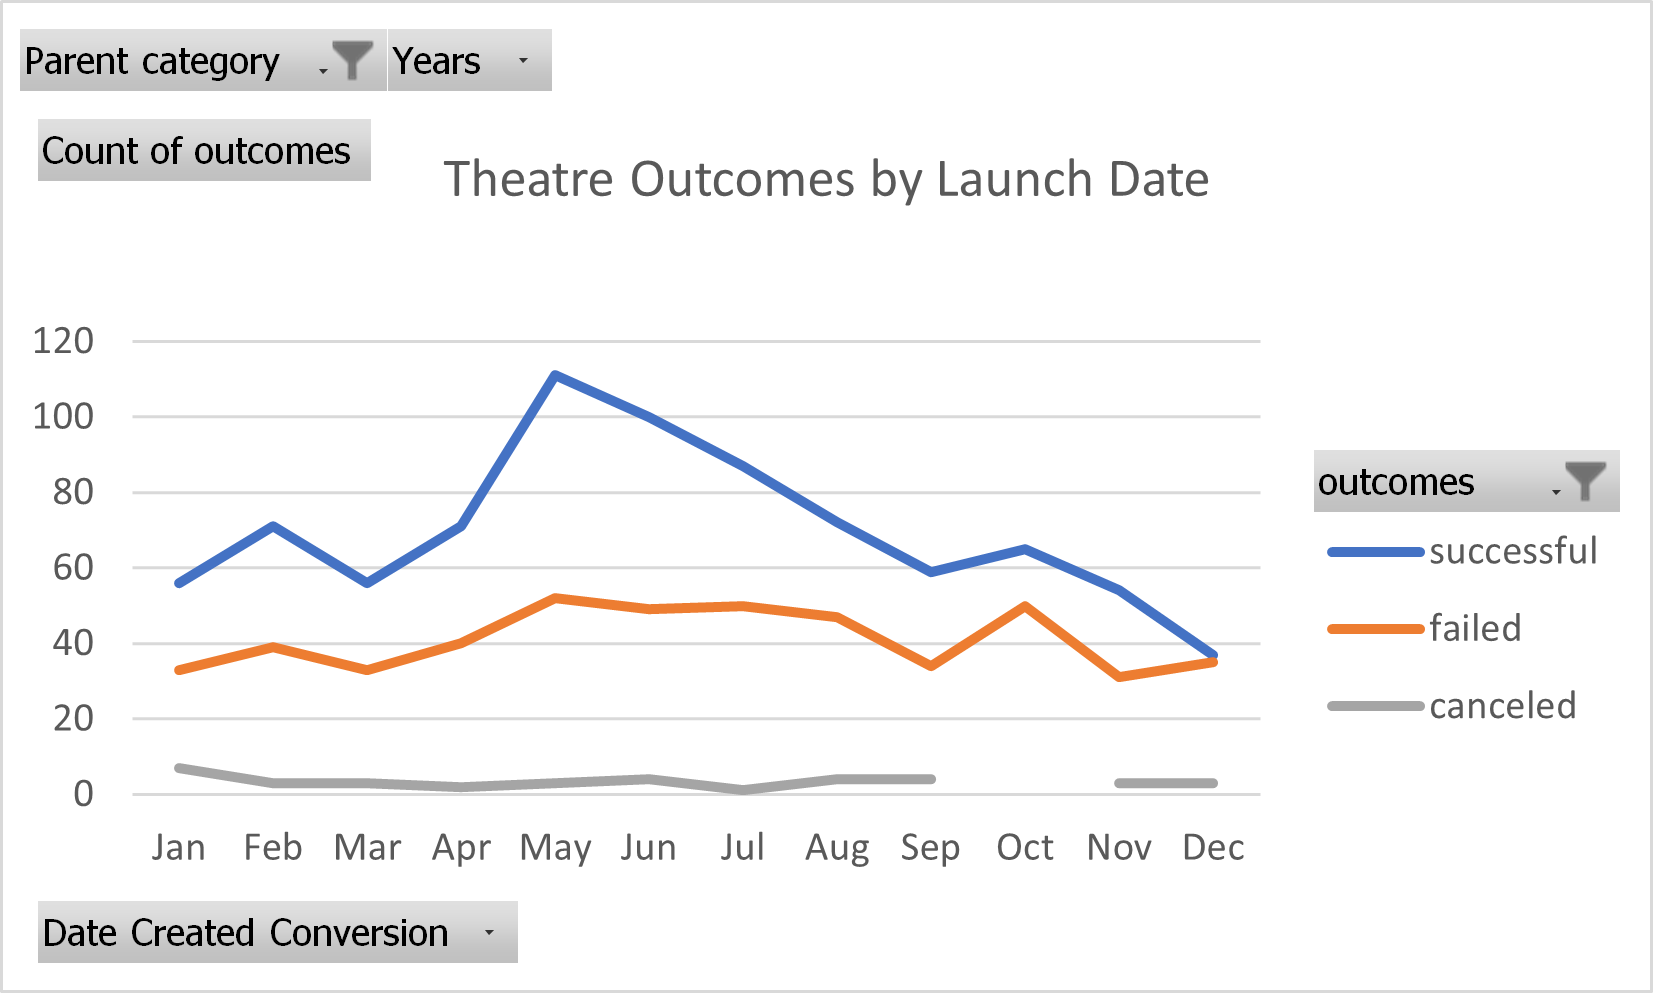 Parent category Years
Count of outcomes
Theatre Outcomes by Launch Date
120
100
80
60
40
20
0
Jan Feb Mar Apr May Jun Jul Aug Sep Oct Nov Dec
outcomes
successful
failed
canceled
Date Created Conversion